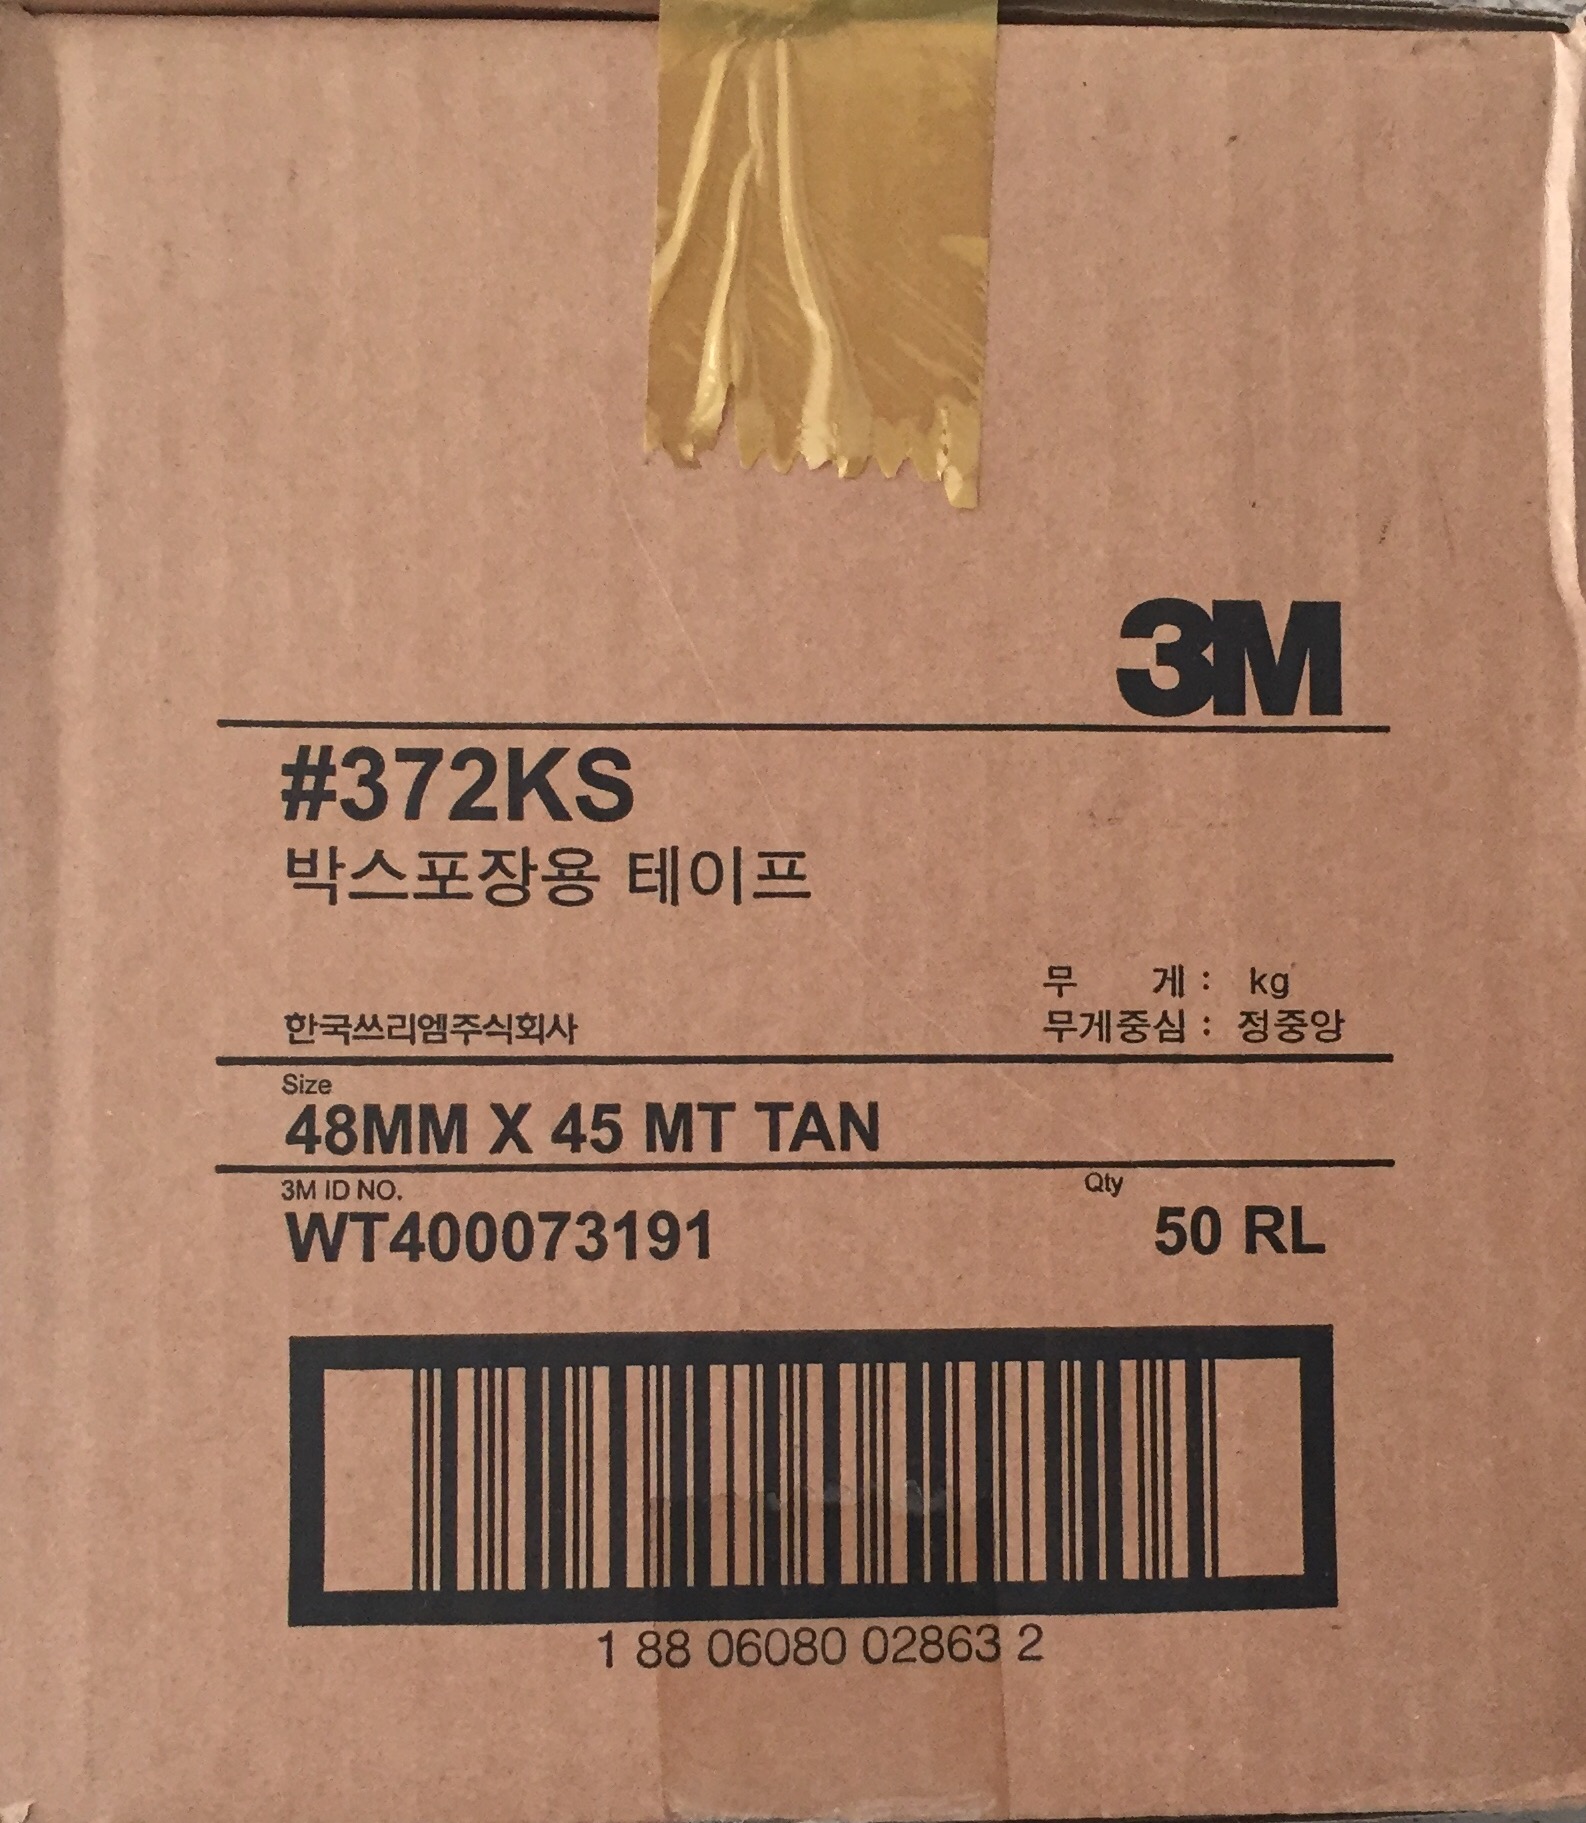 3M
#372KS
박스포장용 테이프
무 게 : kg
한국쓰리엠주식회사 무게중심 : 정중앙
Size
48MM X 45 MT TAN
3M ID NO. Qty
WT400073191 50 RL
1 88 06080 02863 2